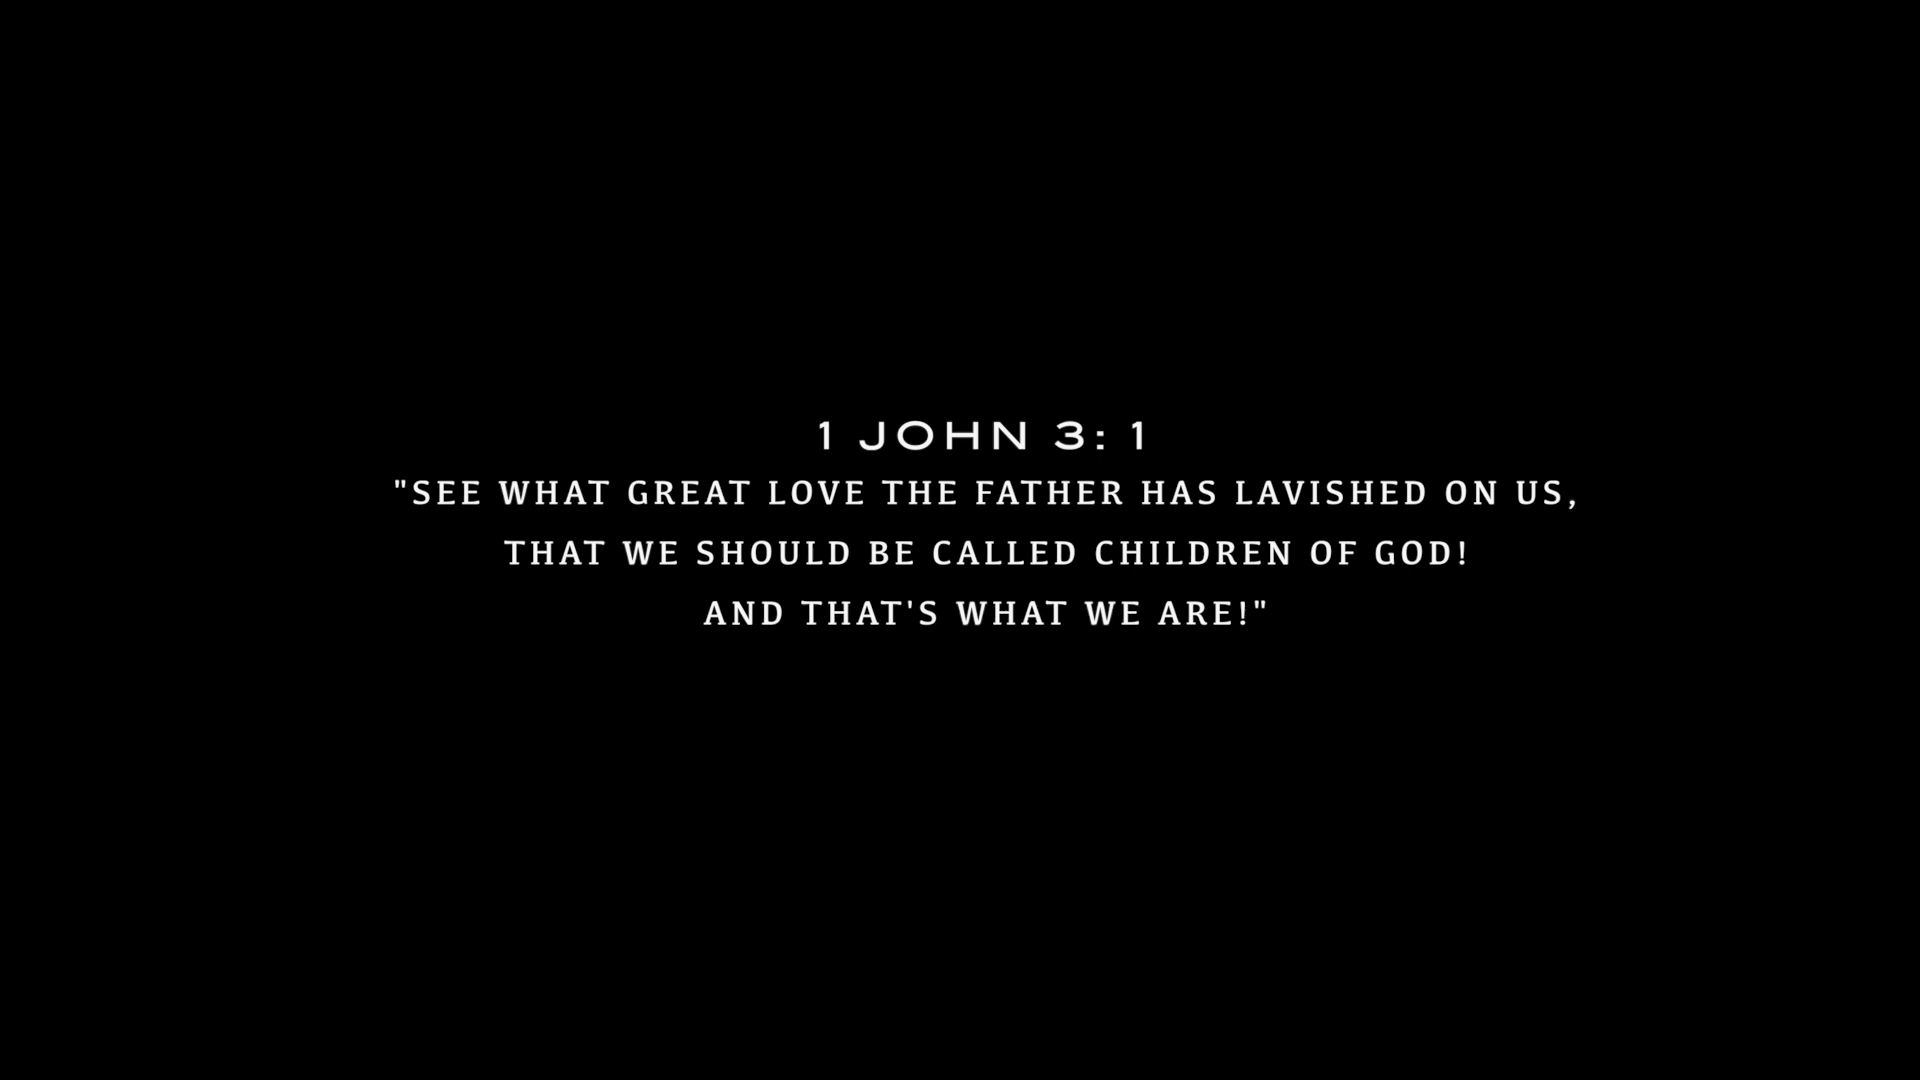 1 JOHN 3: 1
"SEE WHAT GREAT LOVE THE FATHER HAS LAVISHED ON US,
THAT WE SHOULD BE CALLED CHILDREN OF GOD!
AND THAT'S WHAT WE ARE!"